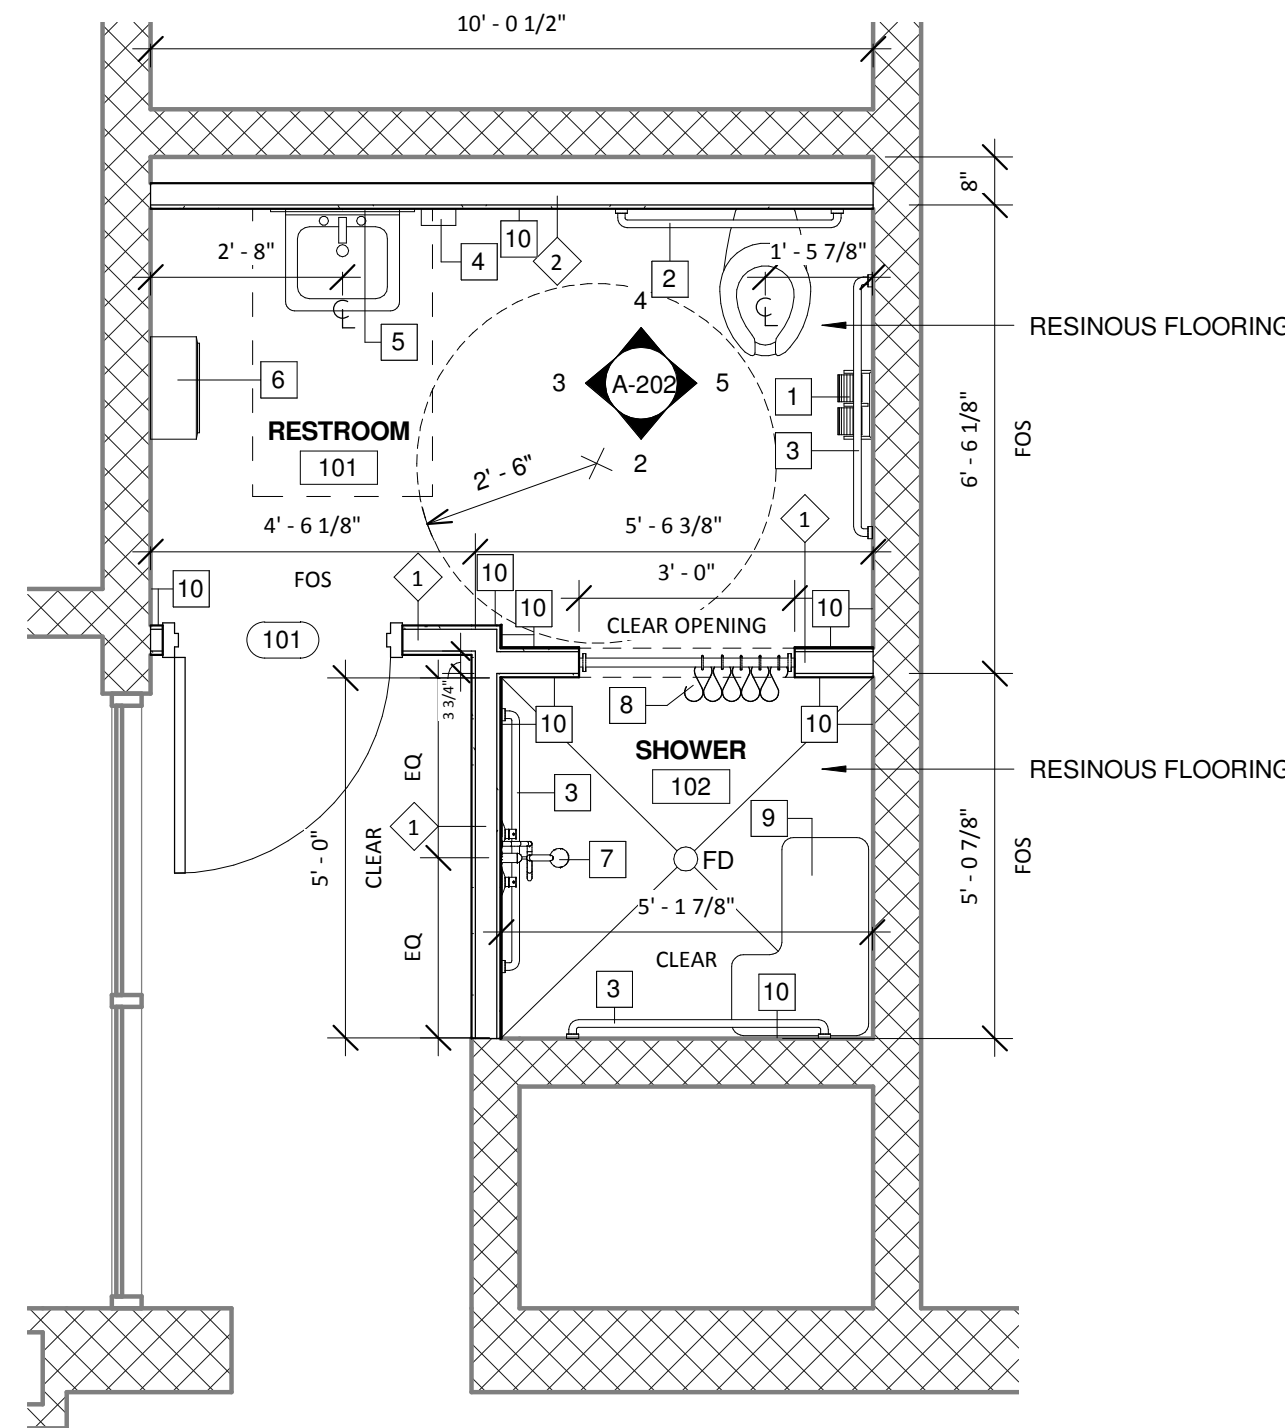 10' - 0 1/2"
8"
2' - 8"
4
10
2
2
1' - 5 7/8"
CL
CL
4
RESINOUS FLOORING
5
6
3
A-202
5
1
RESTROOM
101
2
3
2' - 6"
6' - 6 1/8"
FOS
4' - 6 1/8"
5' - 6 3/8"
1
FOS
3' - 0"
10
1
10
10
10
CLEAR OPENING
101
3 3/4"
8
10
10
SHOWER
102
RESINOUS FLOORING
EQ
3
9
1
7
FD
5' - 0"
CLEAR
5' - 0 7/8"
FOS
5' - 1 7/8"
EQ
CLEAR
3
10